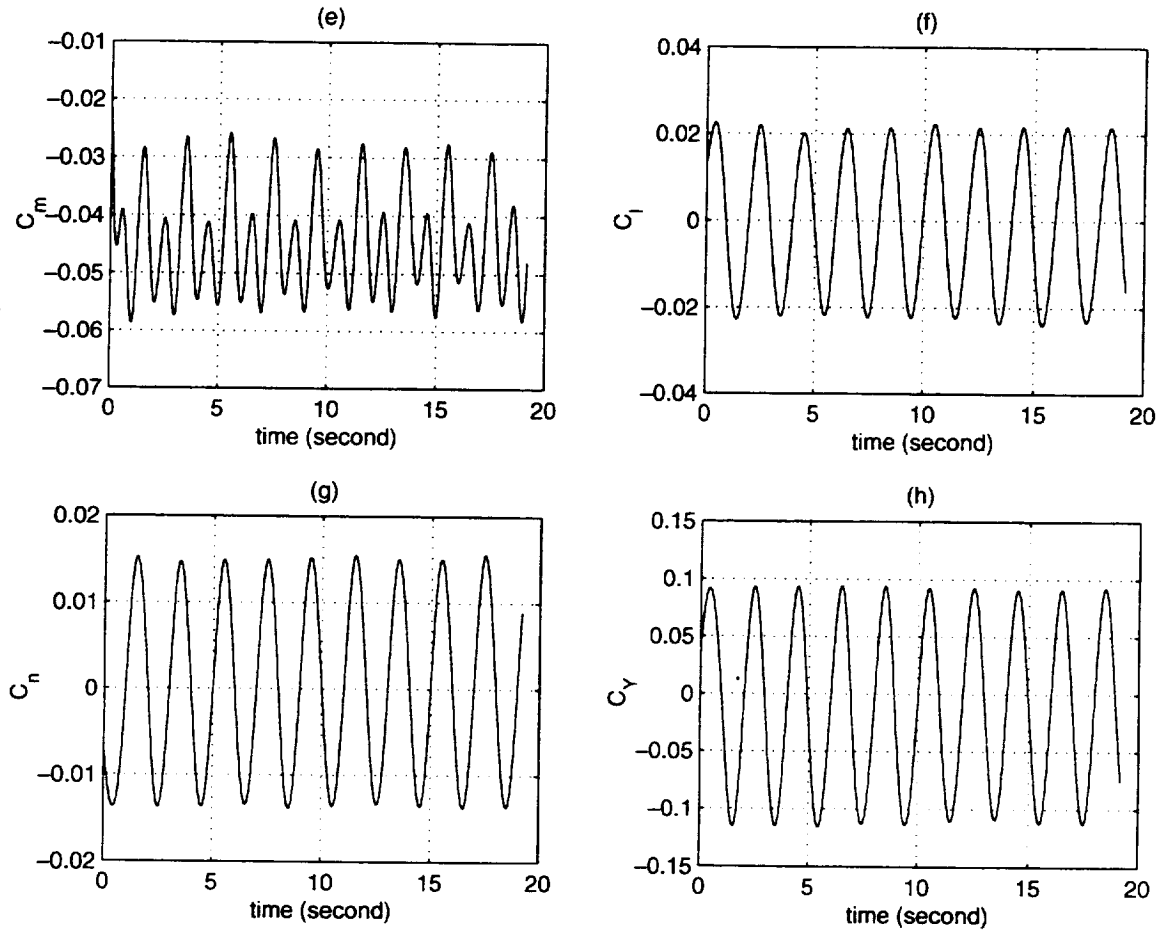 (e)
−0.01
−0.02
−0.03
−0.04
−0.05
−0.06
−0.07
C_m
0 5 10 15 20
time (second)
(f)
0.04
0.02
0
−0.02
−0.04
C_l
0 5 10 15 20
time (second)
(g)
0.02
0.01
0
−0.01
−0.02
C_n
0 5 10 15 20
time (second)
(h)
0.15
0.1
0.05
0
−0.05
−0.1
−0.15
C_Y
0 5 10 15 20
time (second)